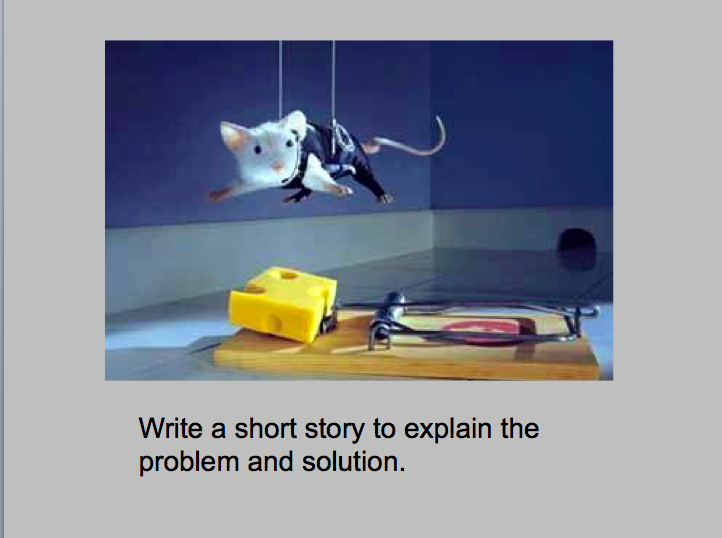 Write a short story to explain the
problem and solution.